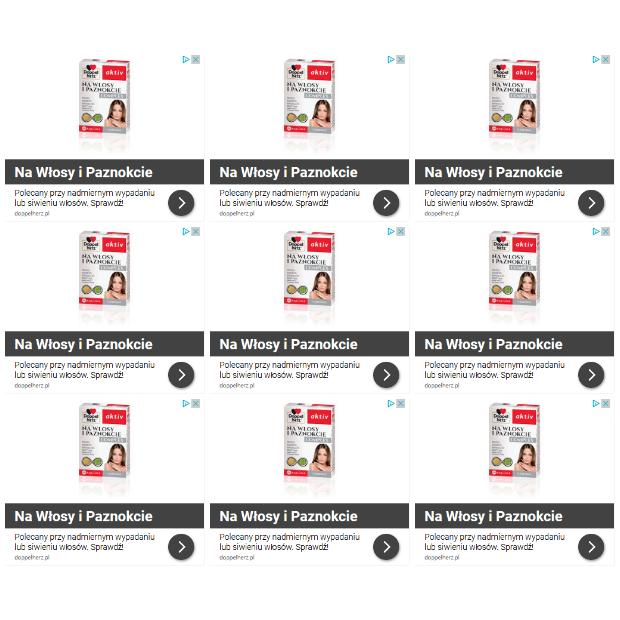 Doppel
herz
aktiv
NA WŁOSY
I PAZNOKCIE
COMPLEX
Na Włosy i Paznokcie
Polecany przy nadmiernym wypadaniu
lub siwieniu włosów. Sprawdź!
doppelherz.pl
Doppel
herz
aktiv
NA WŁOSY
I PAZNOKCIE
COMPLEX
Na Włosy i Paznokcie
Polecany przy nadmiernym wypadaniu
lub siwieniu włosów. Sprawdź!
doppelherz.pl
Doppel
herz
aktiv
NA WŁOSY
I PAZNOKCIE
COMPLEX
Na Włosy i Paznokcie
Polecany przy nadmiernym wypadaniu
lub siwieniu włosów. Sprawdź!
doppelherz.pl
Doppel
herz
aktiv
NA WŁOSY
I PAZNOKCIE
COMPLEX
Na Włosy i Paznokcie
Polecany przy nadmiernym wypadaniu
lub siwieniu włosów. Sprawdź!
doppelherz.pl
Doppel
herz
aktiv
NA WŁOSY
I PAZNOKCIE
COMPLEX
Na Włosy i Paznokcie
Polecany przy nadmiernym wypadaniu
lub siwieniu włosów. Sprawdź!
doppelherz.pl
Doppel
herz
aktiv
NA WŁOSY
I PAZNOKCIE
COMPLEX
Na Włosy i Paznokcie
Polecany przy nadmiernym wypadaniu
lub siwieniu włosów. Sprawdź!
doppelherz.pl
Doppel
herz
aktiv
NA WŁOSY
I PAZNOKCIE
COMPLEX
Na Włosy i Paznokcie
Polecany przy nadmiernym wypadaniu
lub siwieniu włosów. Sprawdź!
doppelherz.pl
Doppel
herz
aktiv
NA WŁOSY
I PAZNOKCIE
COMPLEX
Na Włosy i Paznokcie
Polecany przy nadmiernym wypadaniu
lub siwieniu włosów. Sprawdź!
doppelherz.pl
Doppel
herz
aktiv
NA WŁOSY
I PAZNOKCIE
COMPLEX
Na Włosy i Paznokcie
Polecany przy nadmiernym wypadaniu
lub siwieniu włosów. Sprawdź!
doppelherz.pl